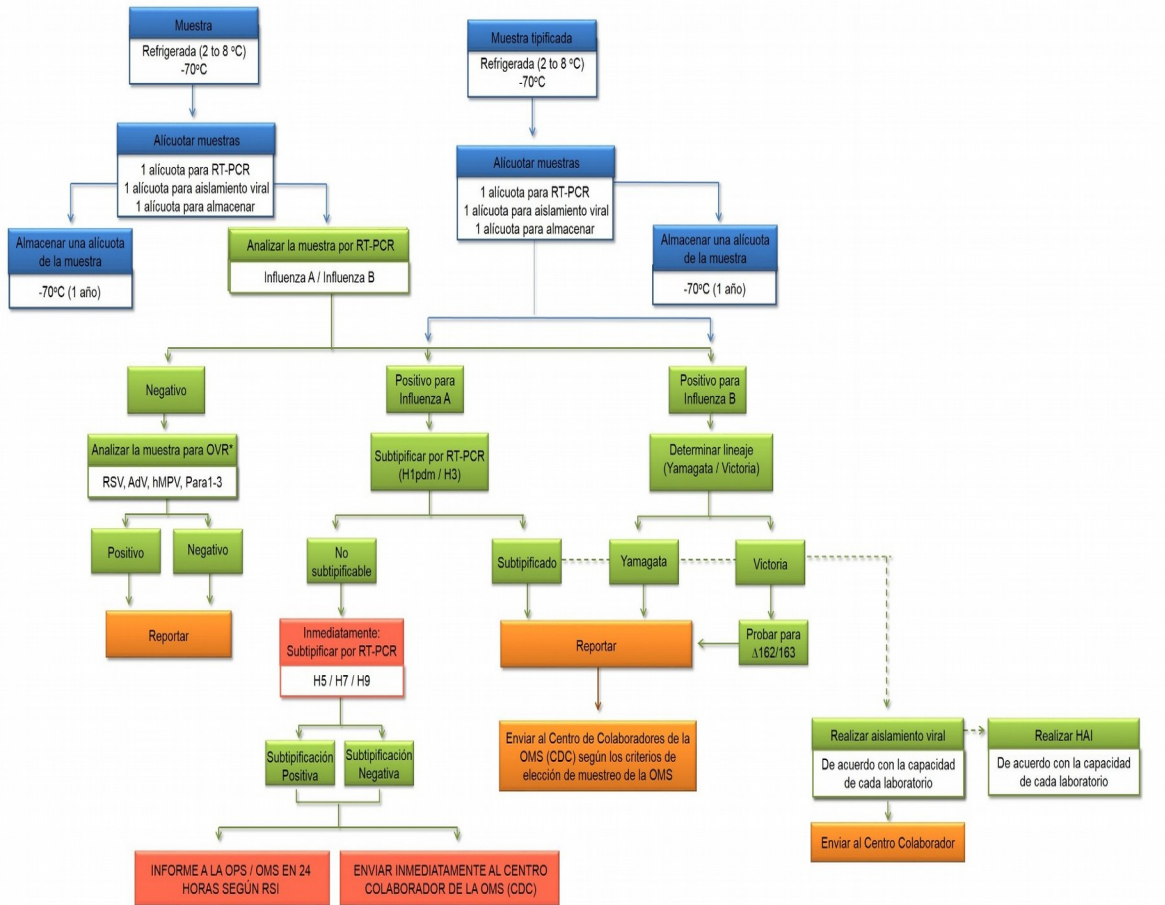 Muestra
Refrigerada (2 to 8 ºC)
-70ºC
Muestra tipificada
Refrigerada (2 to 8 ºC)
-70ºC
Alícuotar muestras
1 alícuota para RT-PCR
1 alícuota para aislamiento viral
1 alícuota para almacenar
Alícuotar muestras
1 alícuota para RT-PCR
1 alícuota para aislamiento viral
1 alícuota para almacenar
Almacenar una alícuota
de la muestra
-70ºC (1 año)
Analizar la muestra por RT-PCR
Influenza A / Influenza B
Almacenar una alícuota
de la muestra
-70ºC (1 año)
Negativo
Positivo para
Influenza A
Positivo para
Influenza B
Analizar la muestra para OVR*
RSV, AdV, hMPV, Para1-3
Subtipificar por RT-PCR
(H1pdm / H3)
Determinar lineaje
(Yamagata / Victoria)
Positivo
Negativo
No
subtipificable
Subtipificado
Yamagata
Victoria
Reportar
Inmediatamente:
Subtipificar por RT-PCR
H5 / H7 / H9
Reportar
Probar para
Δ162/163
Subtipificación
Positiva
Subtipificación
Negativa
Enviar al Centro de Colaboradores de la
OMS (CDC) según los criterios de
elección de muestreo de la OMS
Realizar aislamiento viral
De acuerdo con la capacidad
de cada laboratorio
Realizar HAI
De acuerdo con la capacidad
de cada laboratorio
Enviar al Centro Colaborador
INFORME A LA OPS / OMS EN 24
HORAS SEGÚN RSI
ENVIAR INMEDIATAMENTE AL CENTRO
COLABORADOR DE LA OMS (CDC)